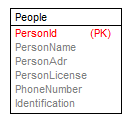 People
PersonId (PK)
PersonName
PersonAdr
PersonLicense
PhoneNumber
Identification